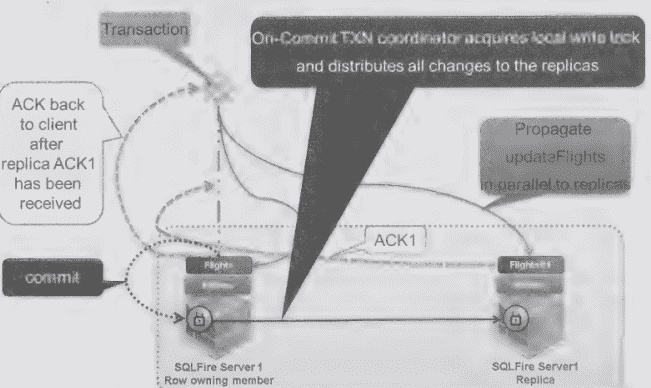 Transaction
On-Commit TXN coordinator acquires local write lock
and distributes all changes to the replicas
ACK back
to client
after
replica ACK1
has been
received
Propagate
updateFlights
in parallel to replicas
ACK1
commit
Flights
SQLFire Server 1
Row owning member
SQLFire Server1
Replica